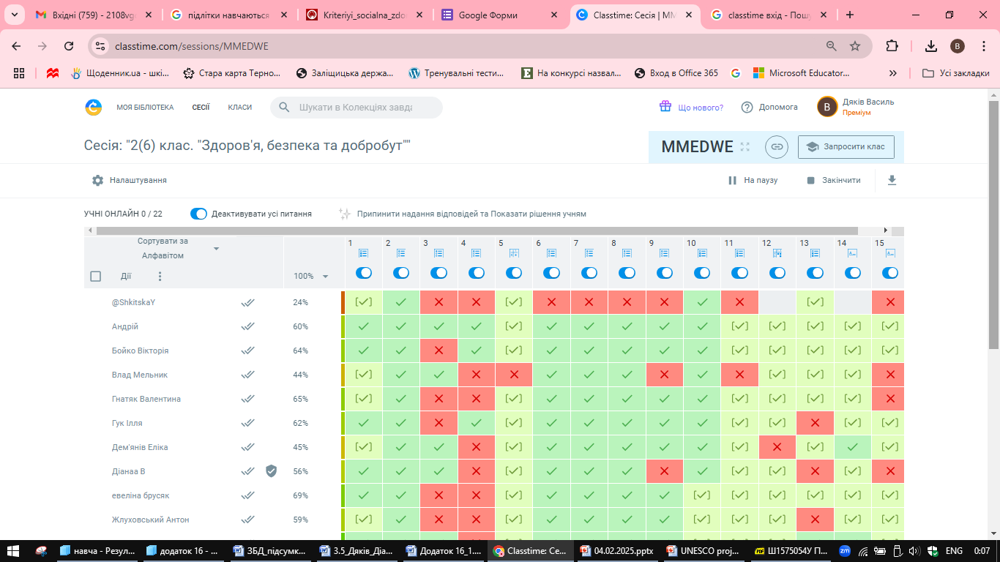 Вхідні (759) - 2108vg
підлітки навчаються
Kriteriyi_socialna_zdo
Google Форми
Classtime: Сесія | MM
classtime вхід - Пошу
classtime.com/sessions/MMEDWE
B
Щоденник.ua - шкі...
Стара карта Терно...
Заліщицька держа...
Тренувальні тести...
На конкурсі назвал...
Вход в Office 365
Microsoft Educator...
»
Усі закладки
МОЯ БІБЛІОТЕКА
СЕСІЇ
КЛАСИ
Шукати в Колекціях завда
Що нового?
Допомога
B
Дяків Василь
Преміум
Сесія: "2(6) клас. "Здоров'я, безпека та добробут""
MMEDWE
Запросити клас
Налаштування
На паузу
Закінчити
УЧНІ ОНЛАЙН 0 / 22
Деактивувати усі питання
Припинити надання відповідей та Показати рішення учням
Сортувати за
Алфавітом
1 2 3 4 5 6 7 8 9 10 11 12 13 14 15
Дії
100%
@ShkitskaY 24%
Андрій 60%
Бойко Вікторія 64%
Влад Мельник 44%
Гнатяк Валентина 65%
Гук Ілля 62%
Дем'янів Еліка 45%
Діанаа В 56%
евеліна брусяк 69%
Жлуховський Антон 59%
навча - Резул...
додаток 16 - ...
ЗБД_підсумк...
3.5_Дяків_Діа...
Додаток 16_1....
Classtime: Се...
04.02.2025.pptx
UNESCO proj...
Ш1575054У П...
zm
ENG
0:07